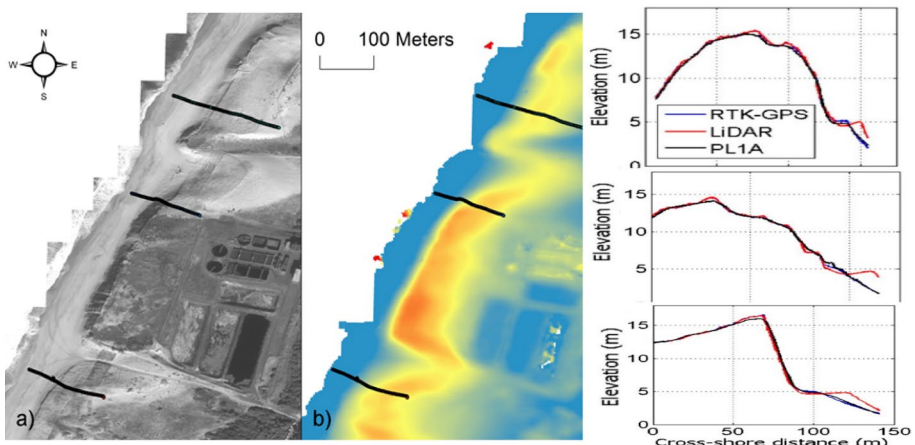 N
W E
S
a)
0 100 Meters
b)
Elevation (m)
15
10
5
0
RTK-GPS
LiDAR
PL1A
Elevation (m)
15
10
5
Elevation (m)
15
10
5
0
0 50 100 150
Cross-shore distance (m)